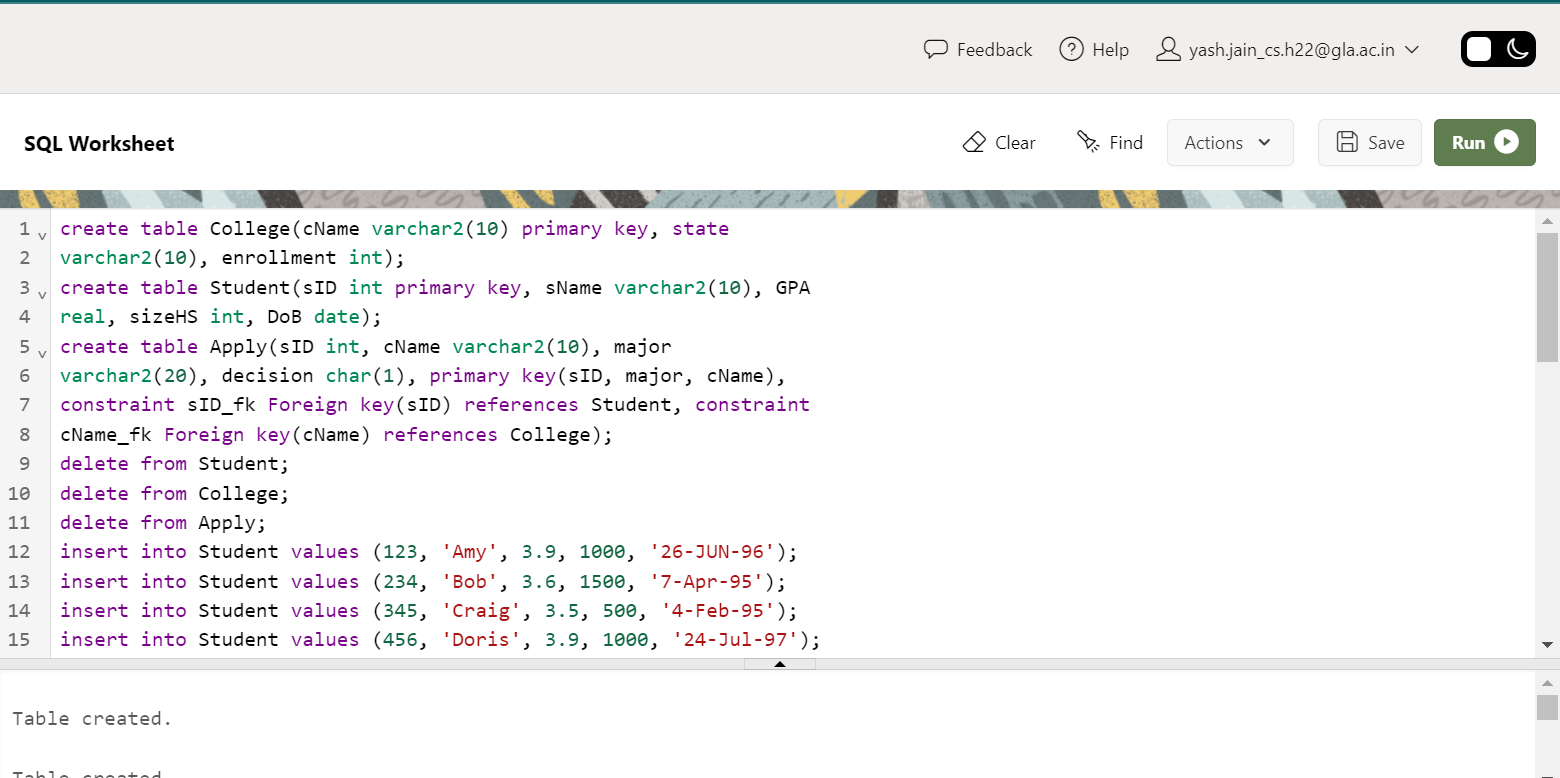 Feedback Help yash.jain_cs.h22@gla.ac.in
SQL Worksheet Clear Find Actions Save Run
1 create table College(cName varchar2(10) primary key, state
2 varchar2(10), enrollment int);
3 create table Student(sID int primary key, sName varchar2(10), GPA
4 real, sizeHS int, DoB date);
5 create table Apply(sID int, cName varchar2(10), major
6 varchar2(20), decision char(1), primary key(sID, major, cName),
7 constraint sID_fk Foreign key(sID) references Student, constraint
8 cName_fk Foreign key(cName) references College);
9 delete from Student;
10 delete from College;
11 delete from Apply;
12 insert into Student values (123, 'Amy', 3.9, 1000, '26-JUN-96');
13 insert into Student values (234, 'Bob', 3.6, 1500, '7-Apr-95');
14 insert into Student values (345, 'Craig', 3.5, 500, '4-Feb-95');
15 insert into Student values (456, 'Doris', 3.9, 1000, '24-Jul-97');
Table created.
Table created.